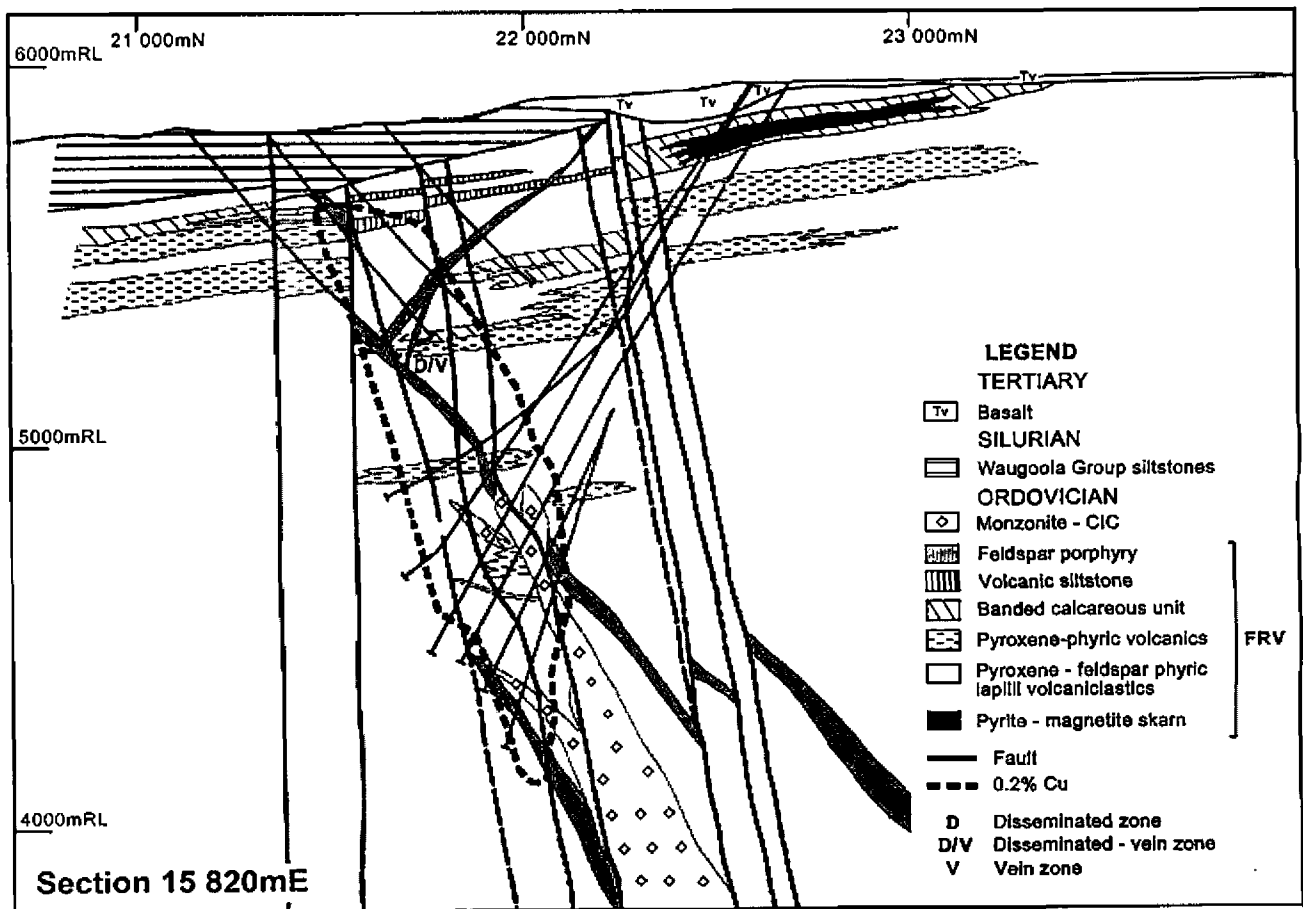 21 000mN
22 000mN
23 000mN
6000mRL
Tv
Tv
Tv
Tv
D/V
5000mRL
4000mRL
Section 15 820mE
LEGEND
TERTIARY
Tv Basalt
SILURIAN
Waugoola Group siltstones
ORDOVICIAN
Monzonite - CIC
Feldspar porphyry
Volcanic siltstone
Banded calcareous unit
Pyroxene-phyric volcanics
Pyroxene - feldspar phyric
lapilli volcaniclastics
Pyrite - magnetite skarn
FRV
Fault
0.2% Cu
D Disseminated zone
D/V Disseminated - vein zone
V Vein zone